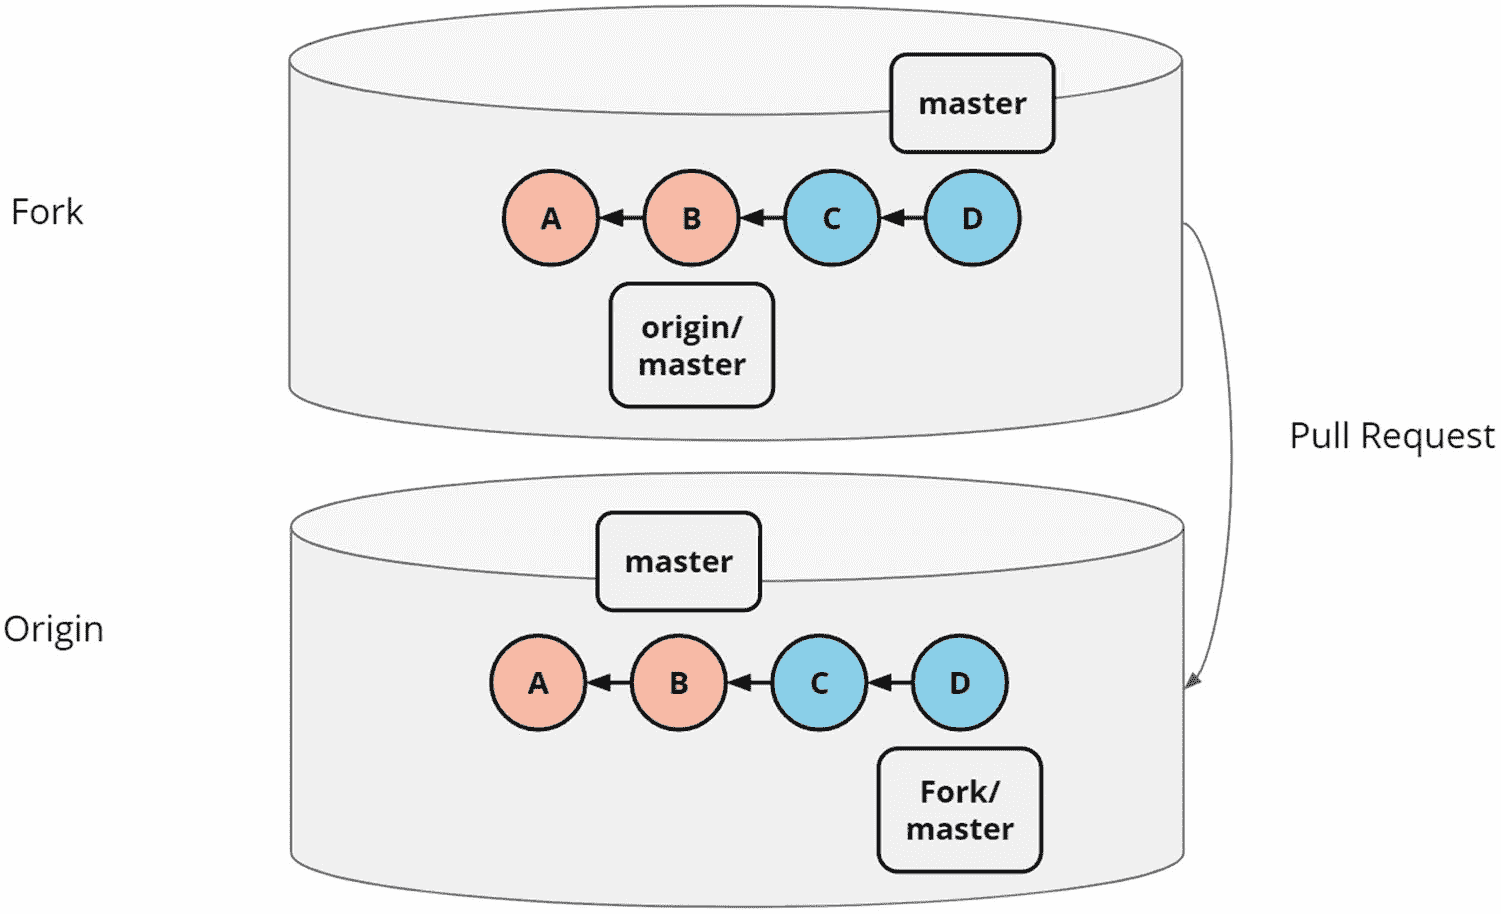 master
Fork
A B C D
origin/
master
Pull Request
master
Origin
A B C D
Fork/
master